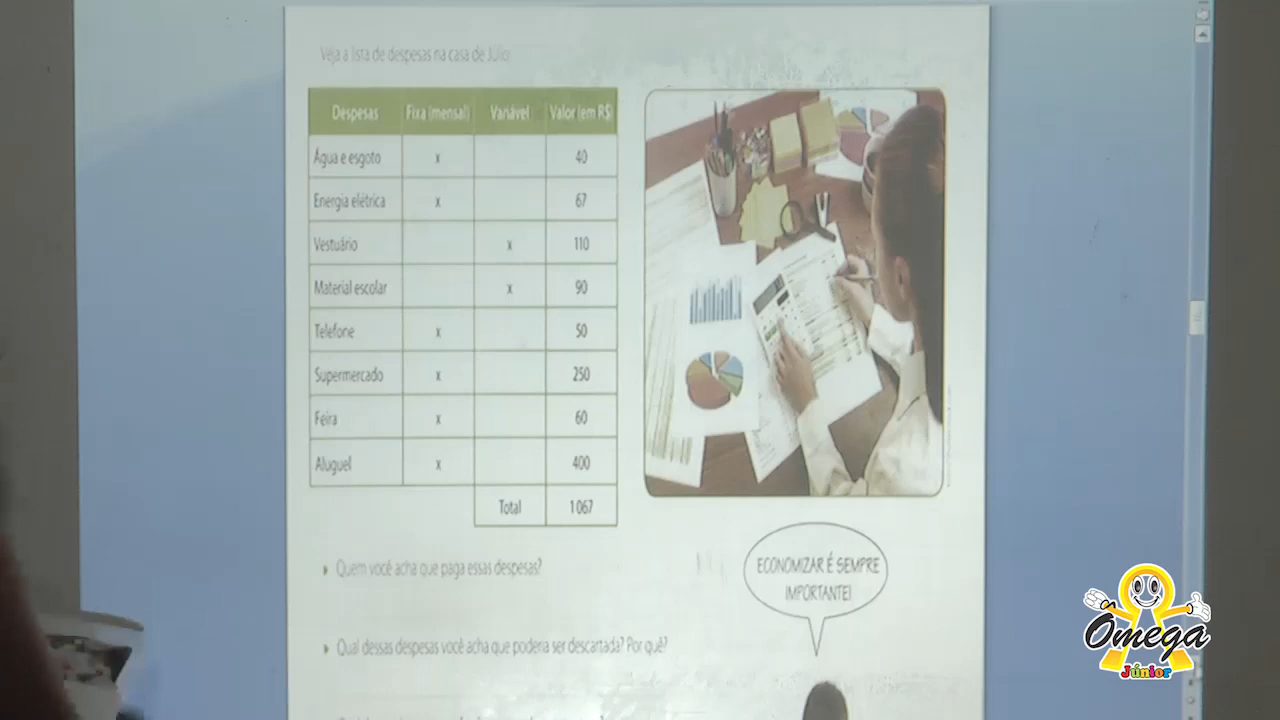 Veja a lista de despesas na casa de Júlio
Despesas Fixa (mensal) Variável Valor (em R$)
Água e esgoto x 40
Energia elétrica x 67
Vestuário x 110
Material escolar x 90
Telefone x 50
Supermercado x 250
Feira x 60
Aluguel x 400
Total 1 067
Quem você acha que paga essas despesas?
ECONOMIZAR É SEMPRE
IMPORTANTE!
Qual dessas despesas você acha que poderia ser descartada? Por quê?
Ômega
Júnior